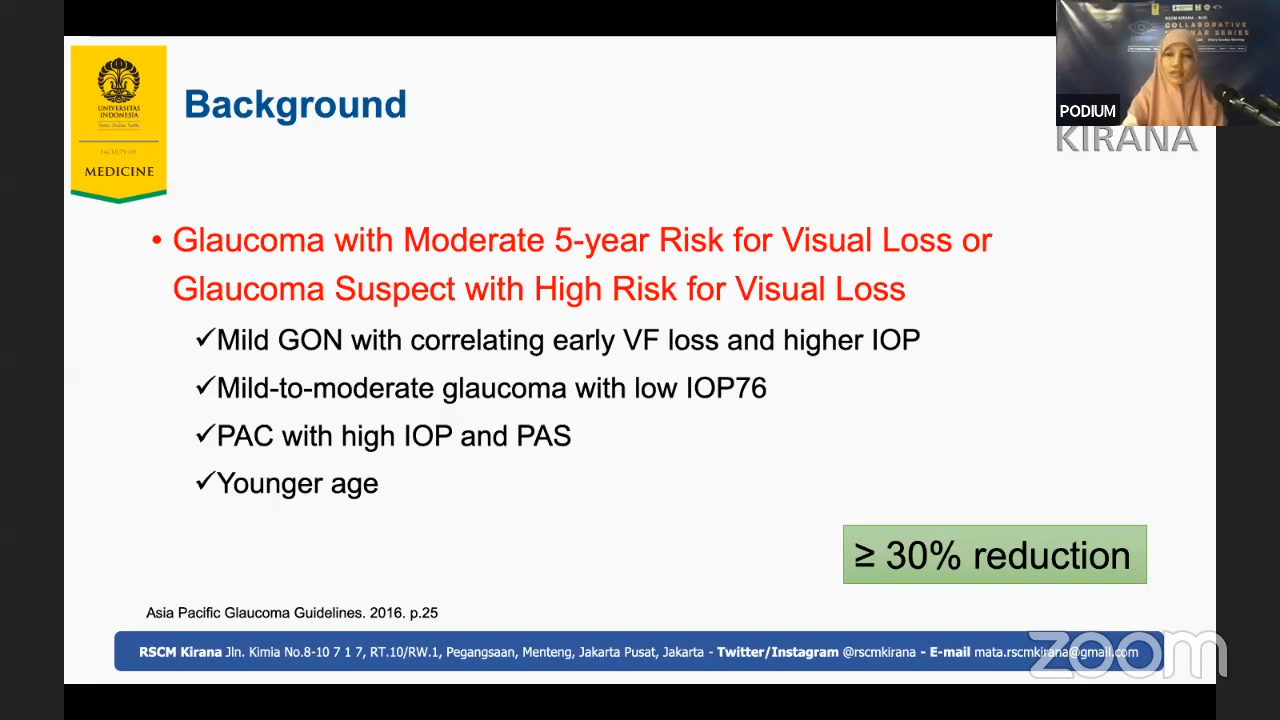 UNIVERSITAS
INDONESIA
FACULTY OF
MEDICINE
Background
COLLABORATIVE
PODIUM
KIRANA
• Glaucoma with Moderate 5-year Risk for Visual Loss or
Glaucoma Suspect with High Risk for Visual Loss
✓Mild GON with correlating early VF loss and higher IOP
✓Mild-to-moderate glaucoma with low IOP76
✓PAC with high IOP and PAS
✓Younger age
≥ 30% reduction
Asia Pacific Glaucoma Guidelines. 2016. p.25
RSCM Kirana Jln. Kimia No.8-10 7 1 7, RT.10/RW.1, Pegangsaan, Menteng, Jakarta Pusat, Jakarta - Twitter/Instagram @rscmkirana - E-mail mata.rscmkirana@gmail.com
zoom